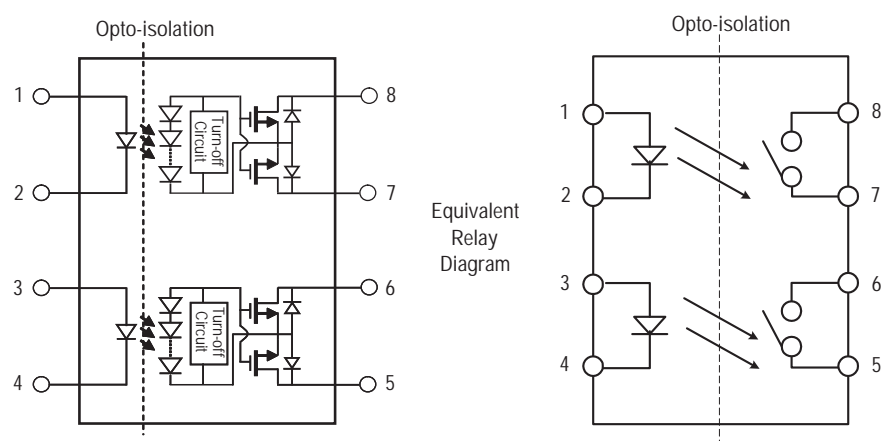 Opto-isolation
1
2
3
4
Turn-off
Circuit
Turn-off
Circuit
8
7
6
5
Equivalent
Relay
Diagram
Opto-isolation
1
2
3
4
8
7
6
5